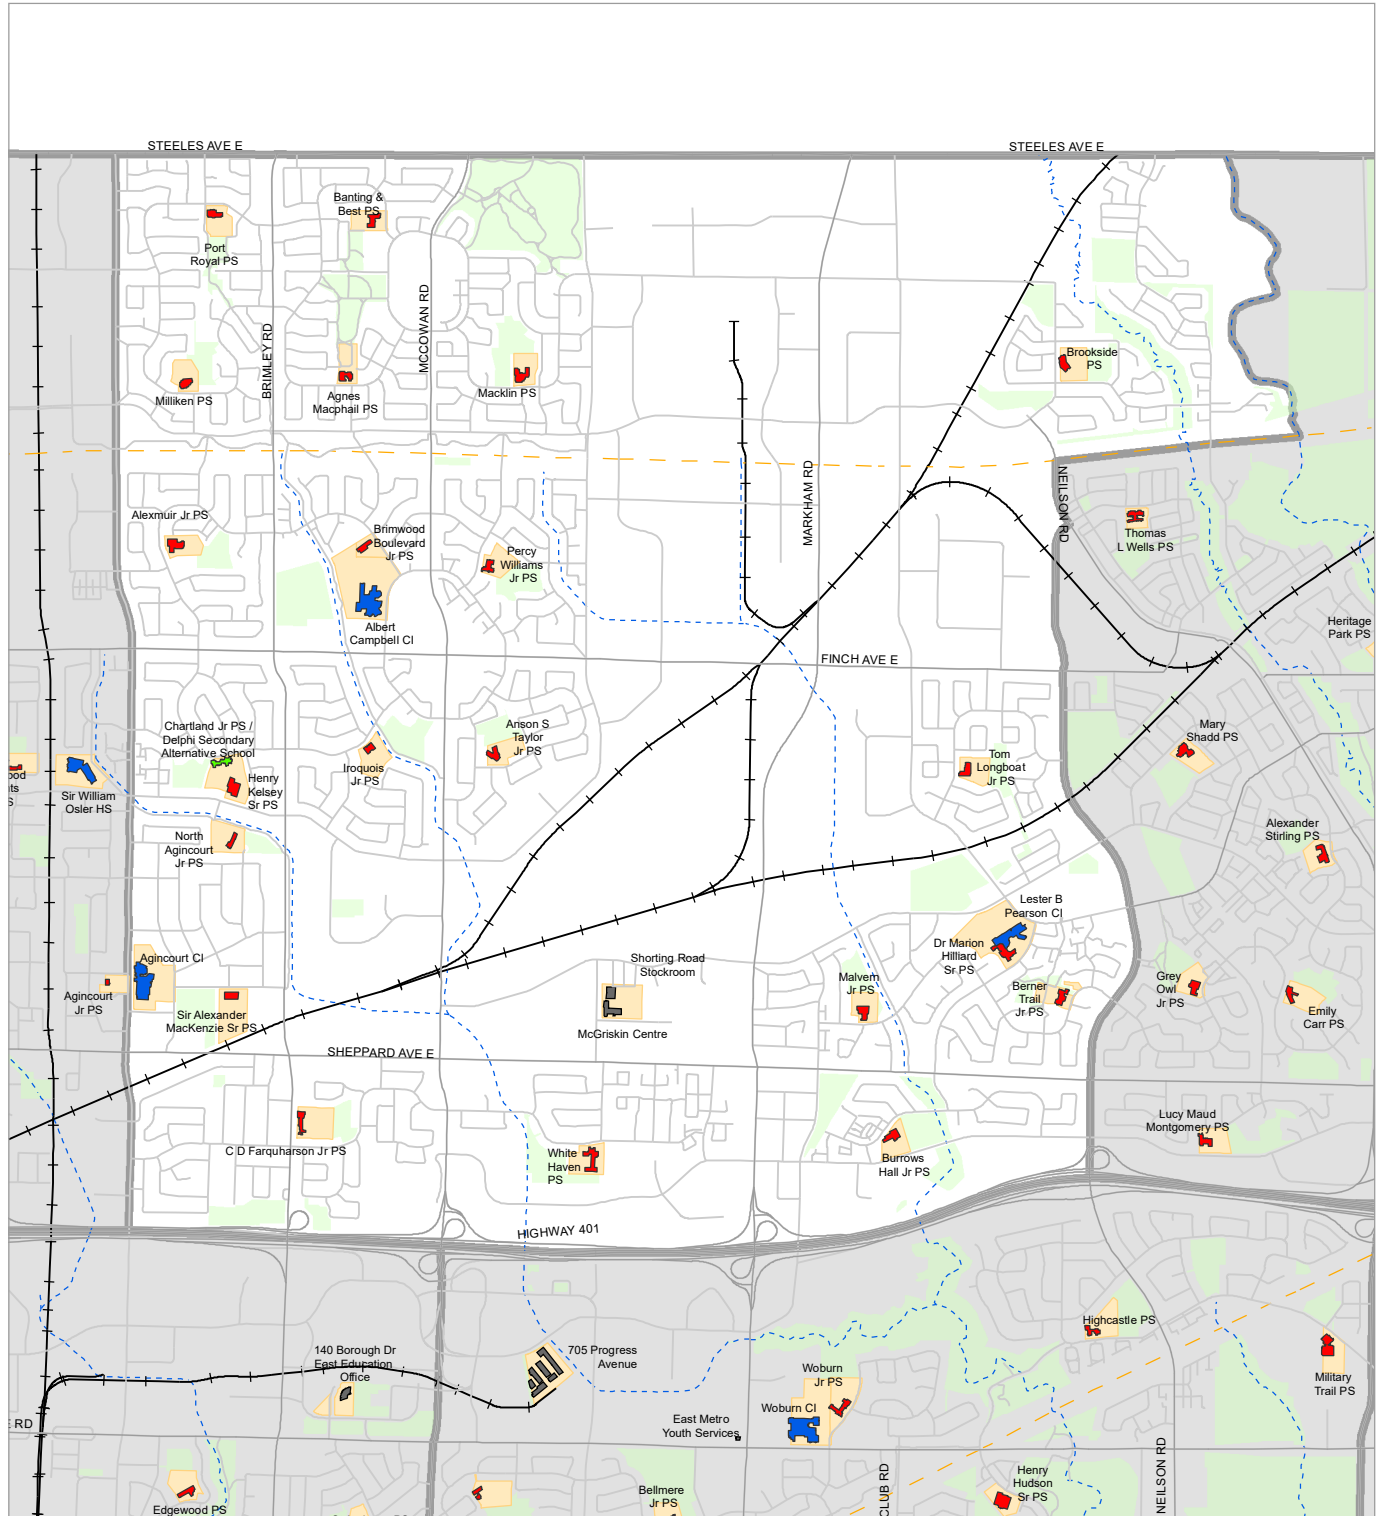 STEELES AVE E
STEELES AVE E
Banting &
Best PS
Port
Royal PS
BRIMLEY RD
MCCOWAN RD
Brookside
PS
Milliken PS
Agnes
Macphail PS
Macklin PS
MARKHAM RD
NEILSON RD
Alexmuir Jr PS
Brimwood
Boulevard
Jr PS
Percy
Williams
Jr PS
Thomas
L Wells PS
Albert
Campbell CI
Heritage
Park PS
FINCH AVE E
Chartland Jr PS /
Delphi Secondary
Alternative School
Anson S
Taylor
Jr PS
Mary
Shadd PS
Iroquois
Jr PS
Tom
Longboat
Jr PS
ood
ts
S
Sir William
Osler HS
Henry
Kelsey
Sr PS
North
Agincourt
Jr PS
Alexander
Stirling PS
Lester B
Pearson CI
Dr Marion
Hilliard
Sr PS
Agincourt CI
Shorting Road
Stockroom
Malvern
Jr PS
Berner
Trail
Jr PS
Grey
Owl
Jr PS
Agincourt
Jr PS
Sir Alexander
MacKenzie Sr PS
Emily
Carr PS
McGriskin Centre
SHEPPARD AVE E
Lucy Maud
Montgomery PS
C D Farquharson Jr PS
White
Haven
PS
Burrows
Hall Jr PS
HIGHWAY 401
Highcastle PS
140 Borough Dr
East Education
Office
705 Progress
Avenue
Woburn
Jr PS
Military
Trail PS
Woburn CI
E RD
East Metro
Youth Services
CLUB RD
NEILSON RD
Henry
Hudson
Sr PS
Bellmere
Jr PS
Edgewood PS